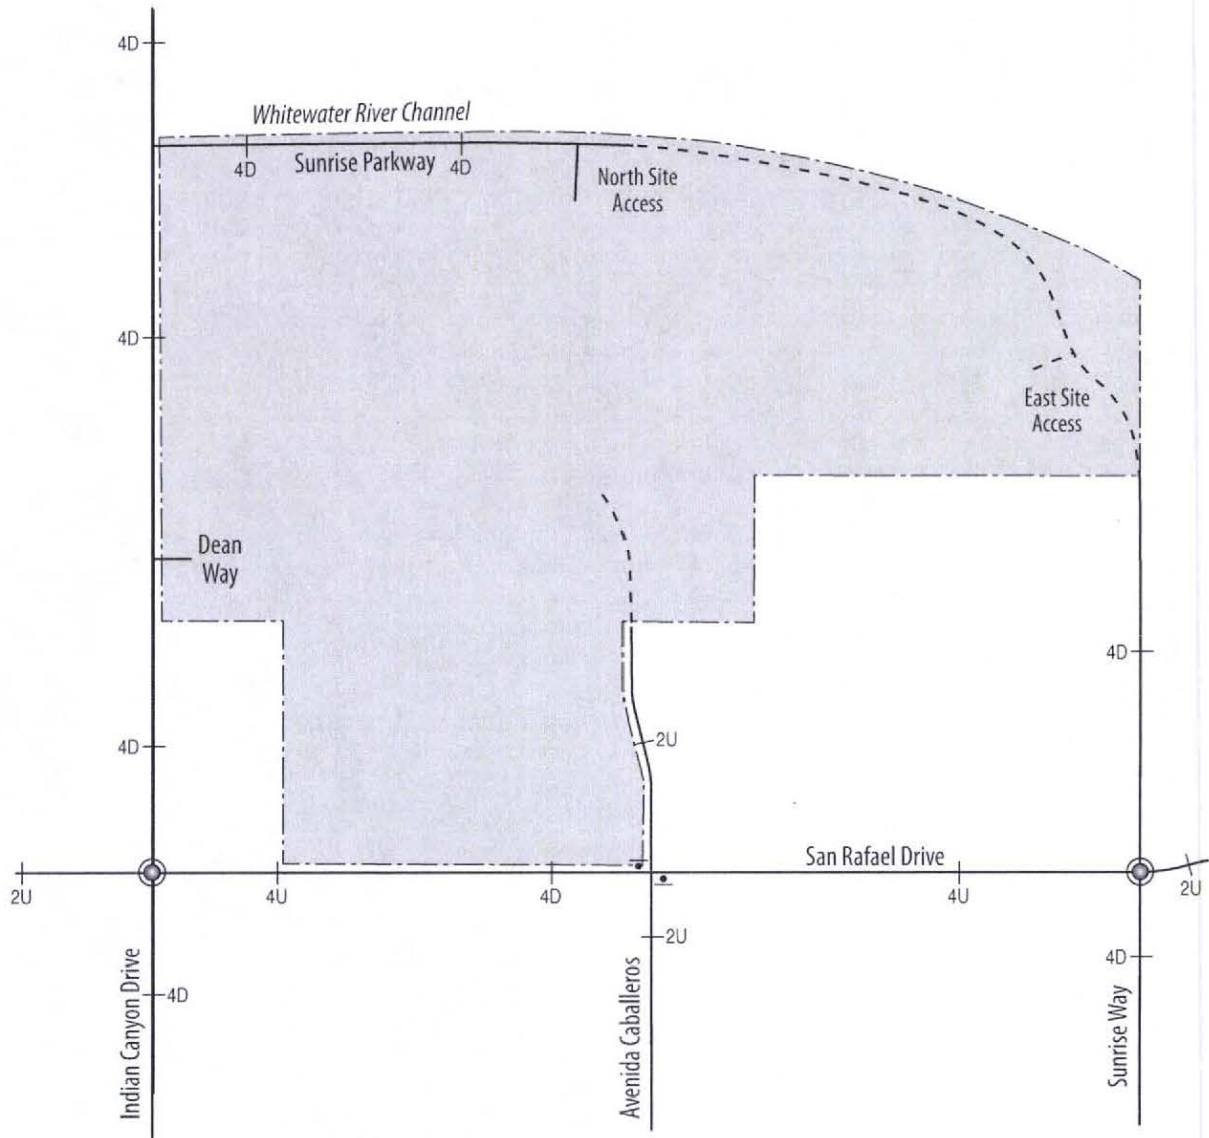 4D
Whitewater River Channel
4D
Sunrise Parkway
4D
North Site
Access
4D
East Site
Access
Dean
Way
4D
4D
2U
San Rafael Drive
2U
4U
4D
4U
2U
2U
4D
4D
Indian Canyon Drive
Avenida Caballeros
Sunrise Way